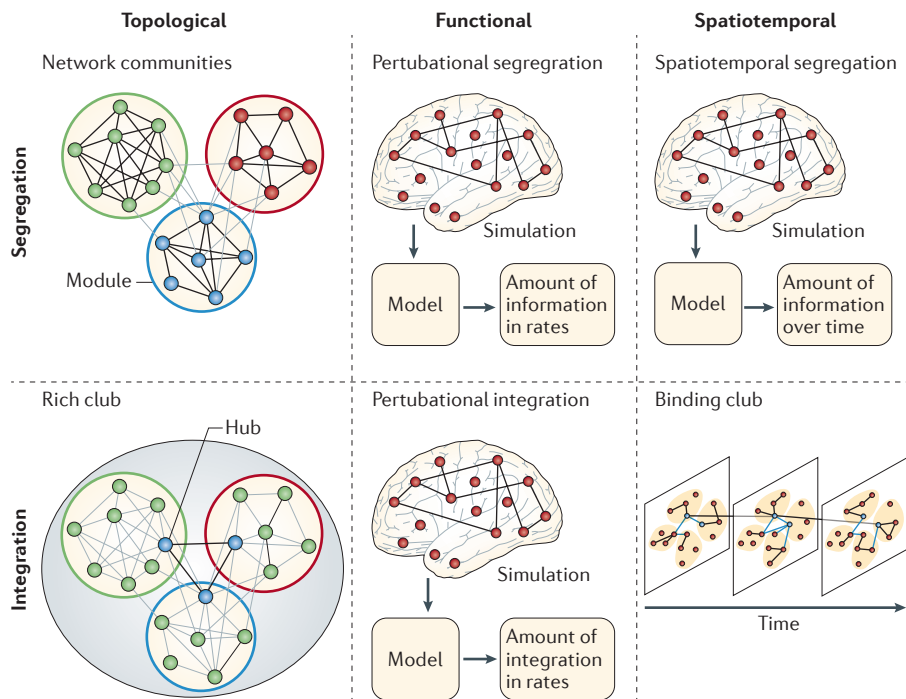 Topological
Functional
Spatiotemporal
Segregation
Network communities
Module
Pertubational segregration
Simulation
Model
Amount of
information
in rates
Spatiotemporal segregation
Simulation
Model
Amount of
information
over time
Integration
Rich club
Hub
Pertubational integration
Simulation
Model
Amount of
integration
in rates
Binding club
Time